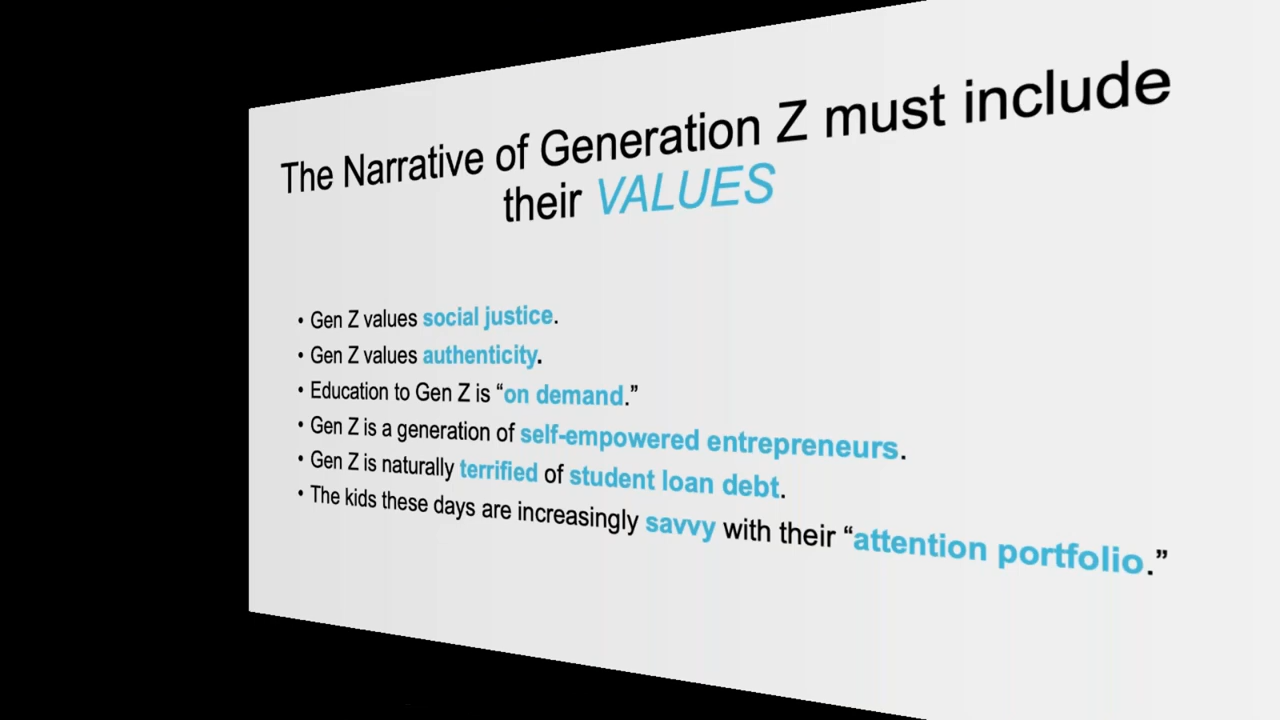 The Narrative of Generation Z must include
their VALUES
• Gen Z values social justice.
• Gen Z values authenticity.
• Education to Gen Z is “on demand.”
• Gen Z is a generation of self-empowered entrepreneurs.
• Gen Z is naturally terrified of student loan debt.
• The kids these days are increasingly savvy with their “attention portfolio.”